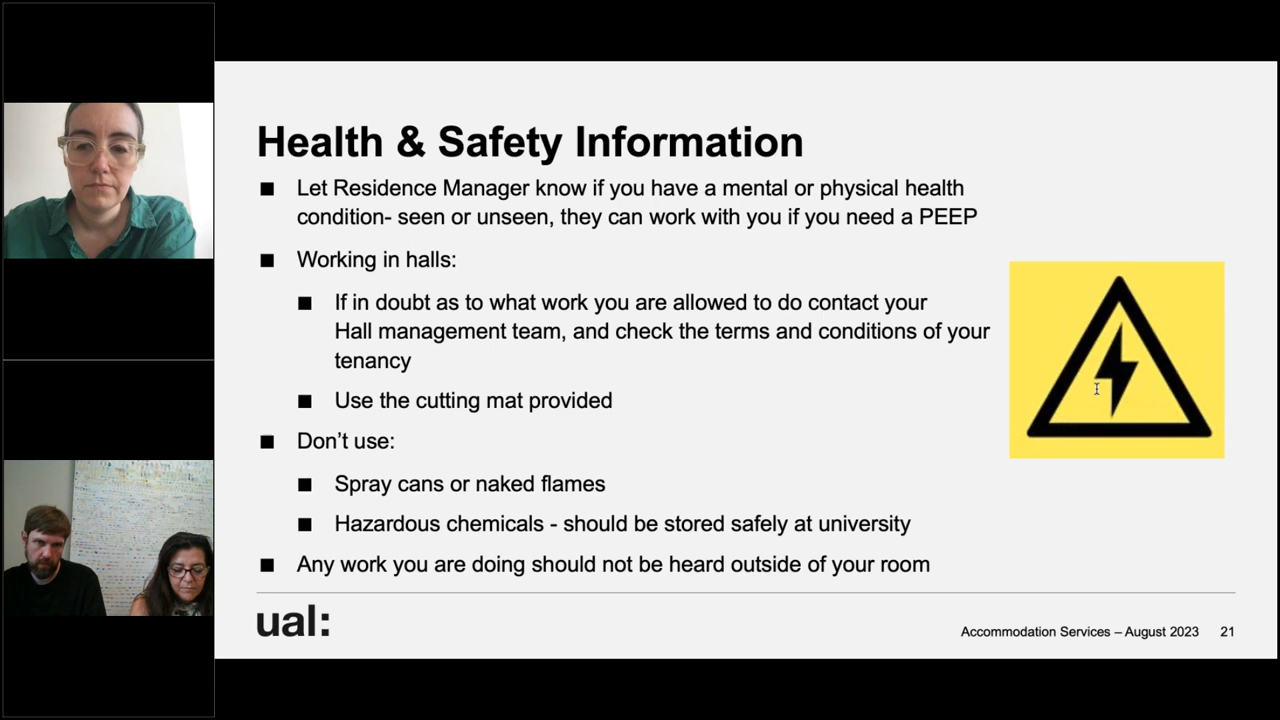 Health & Safety Information
■ Let Residence Manager know if you have a mental or physical health
condition- seen or unseen, they can work with you if you need a PEEP
■ Working in halls:
■ If in doubt as to what work you are allowed to do contact your
Hall management team, and check the terms and conditions of your
tenancy
■ Use the cutting mat provided
■ Don’t use:
■ Spray cans or naked flames
■ Hazardous chemicals - should be stored safely at university
■ Any work you are doing should not be heard outside of your room
ual:
Accommodation Services – August 2023 21